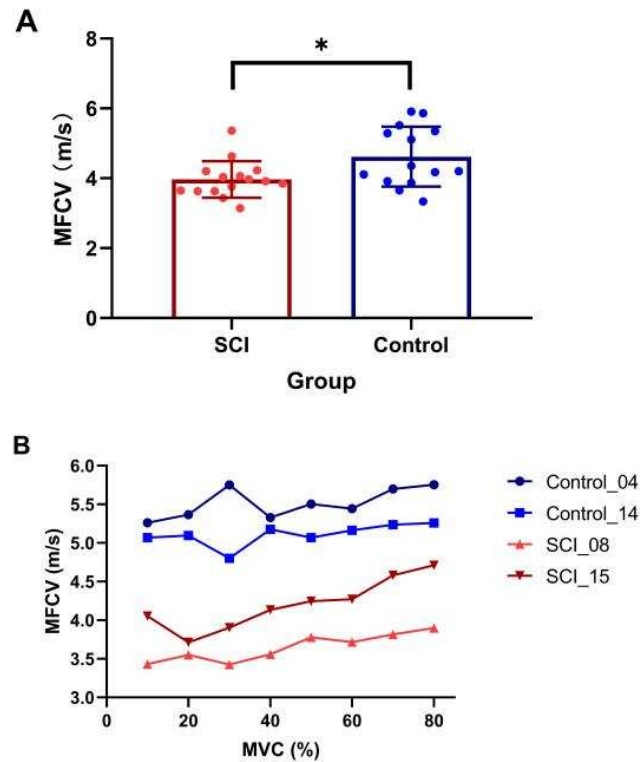 A
*
8
6
4
2
0
MFCV (m/s)
SCI
Control
Group
B
6.0
5.5
5.0
4.5
4.0
3.5
3.0
MFCV (m/s)
0
20
40
60
80
MVC (%)
Control_04
Control_14
SCI_08
SCI_15